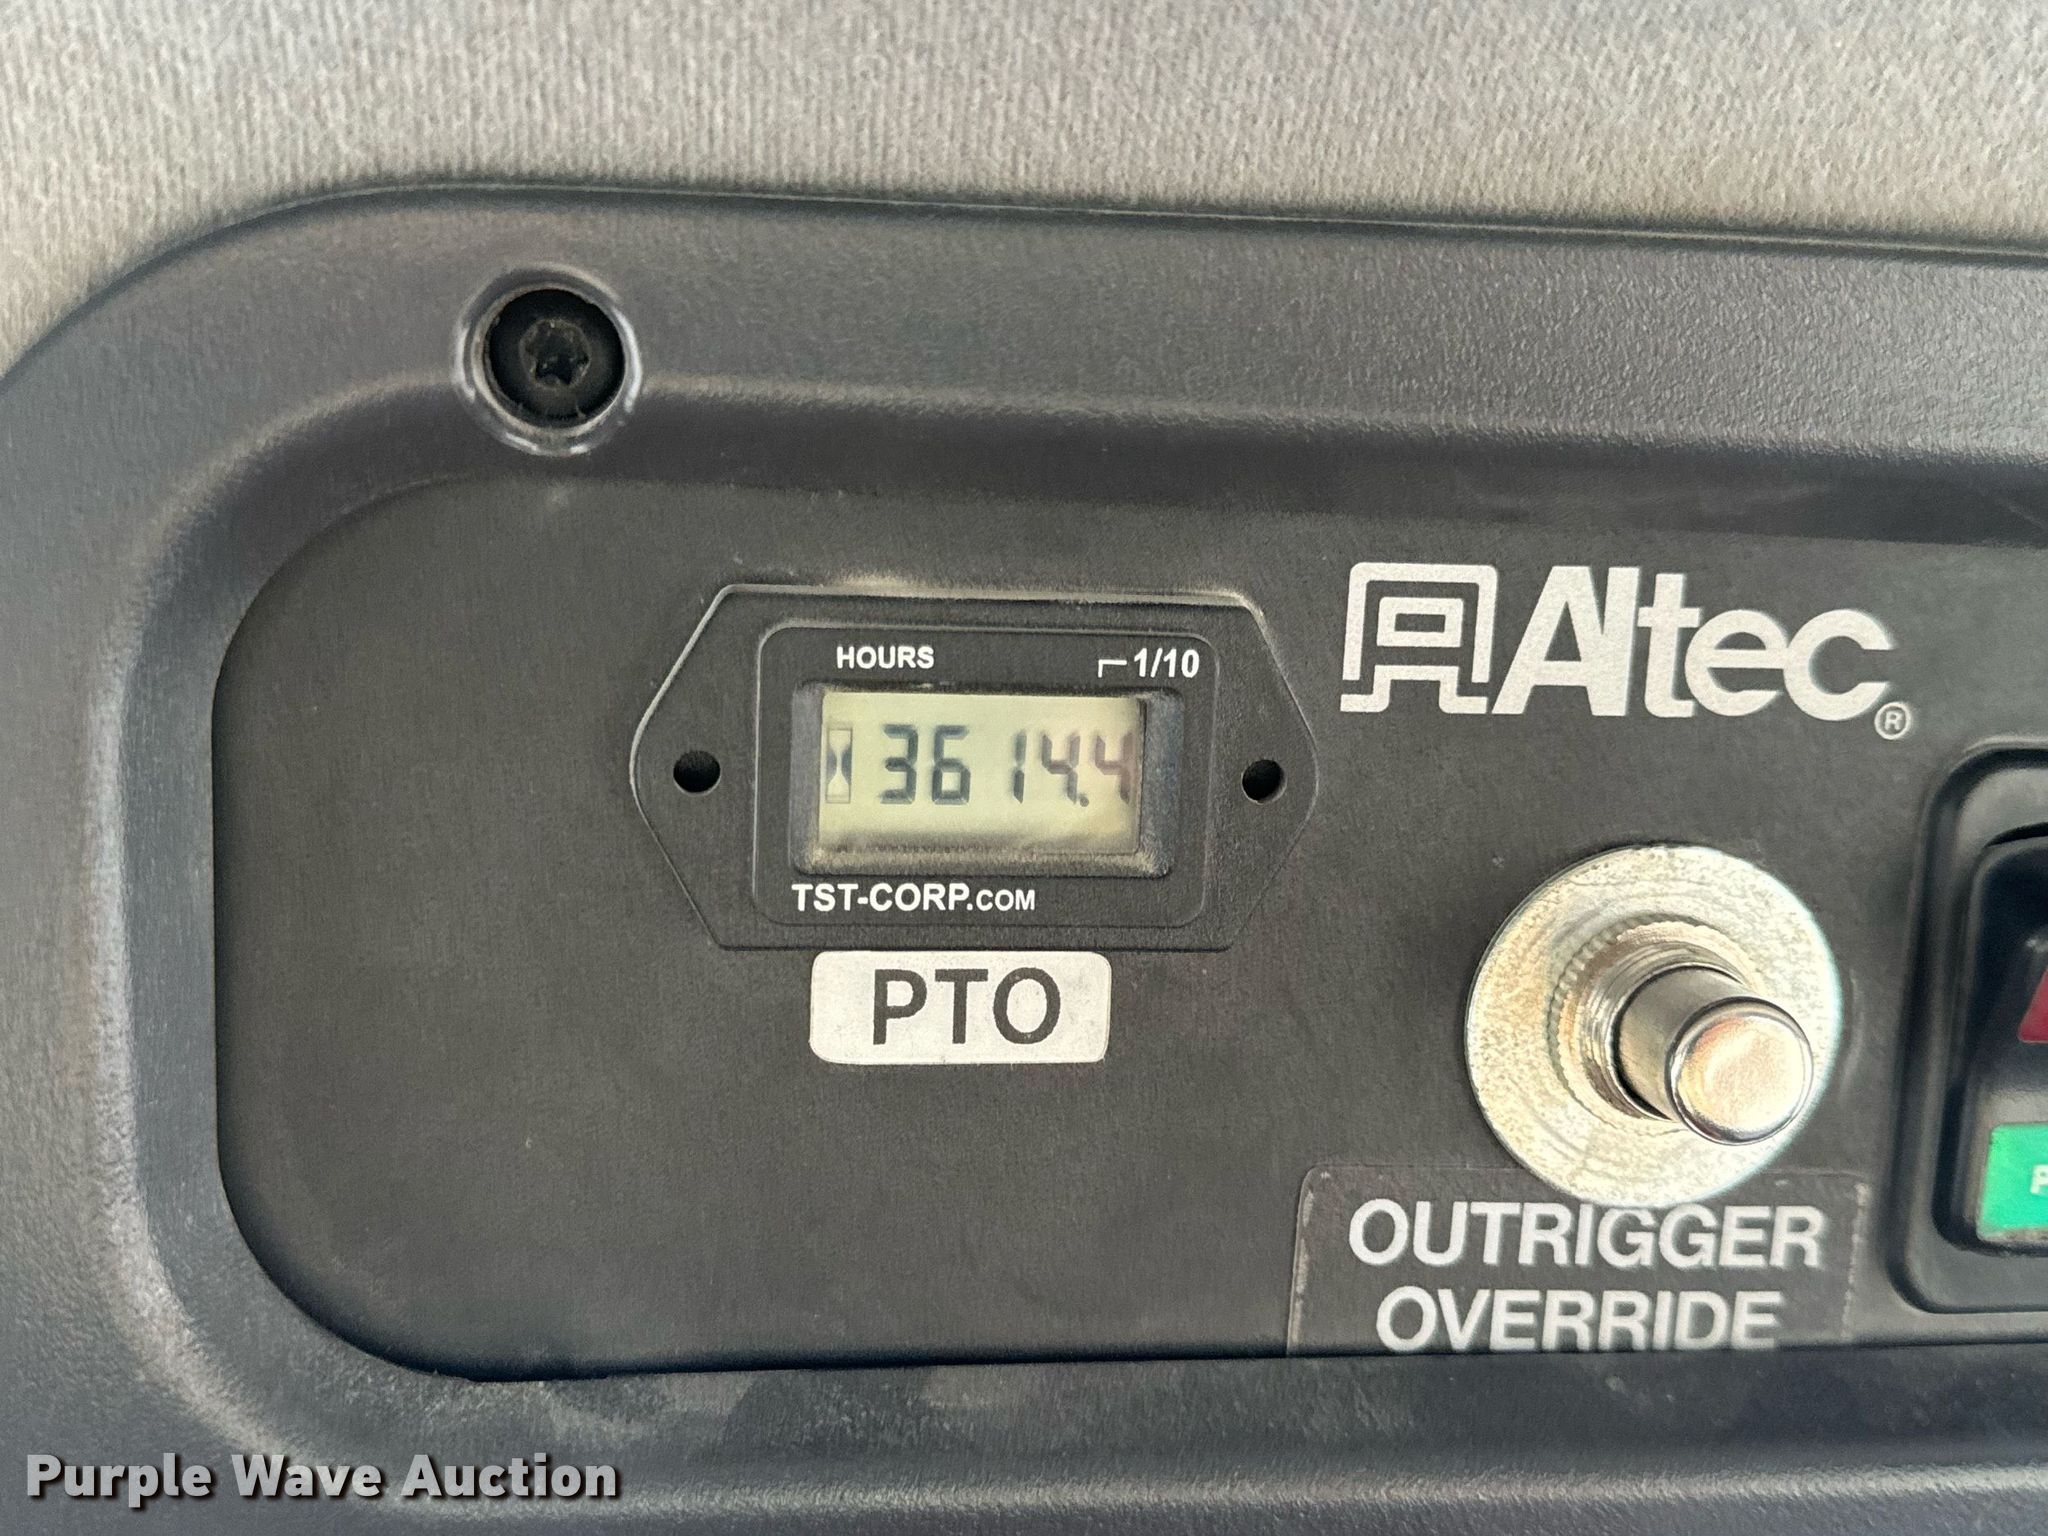 Altec®
HOURS 1/10
3614.4
TST-CORP.COM
PTO
OUTRIGGER
OVERRIDE
Purple Wave Auction